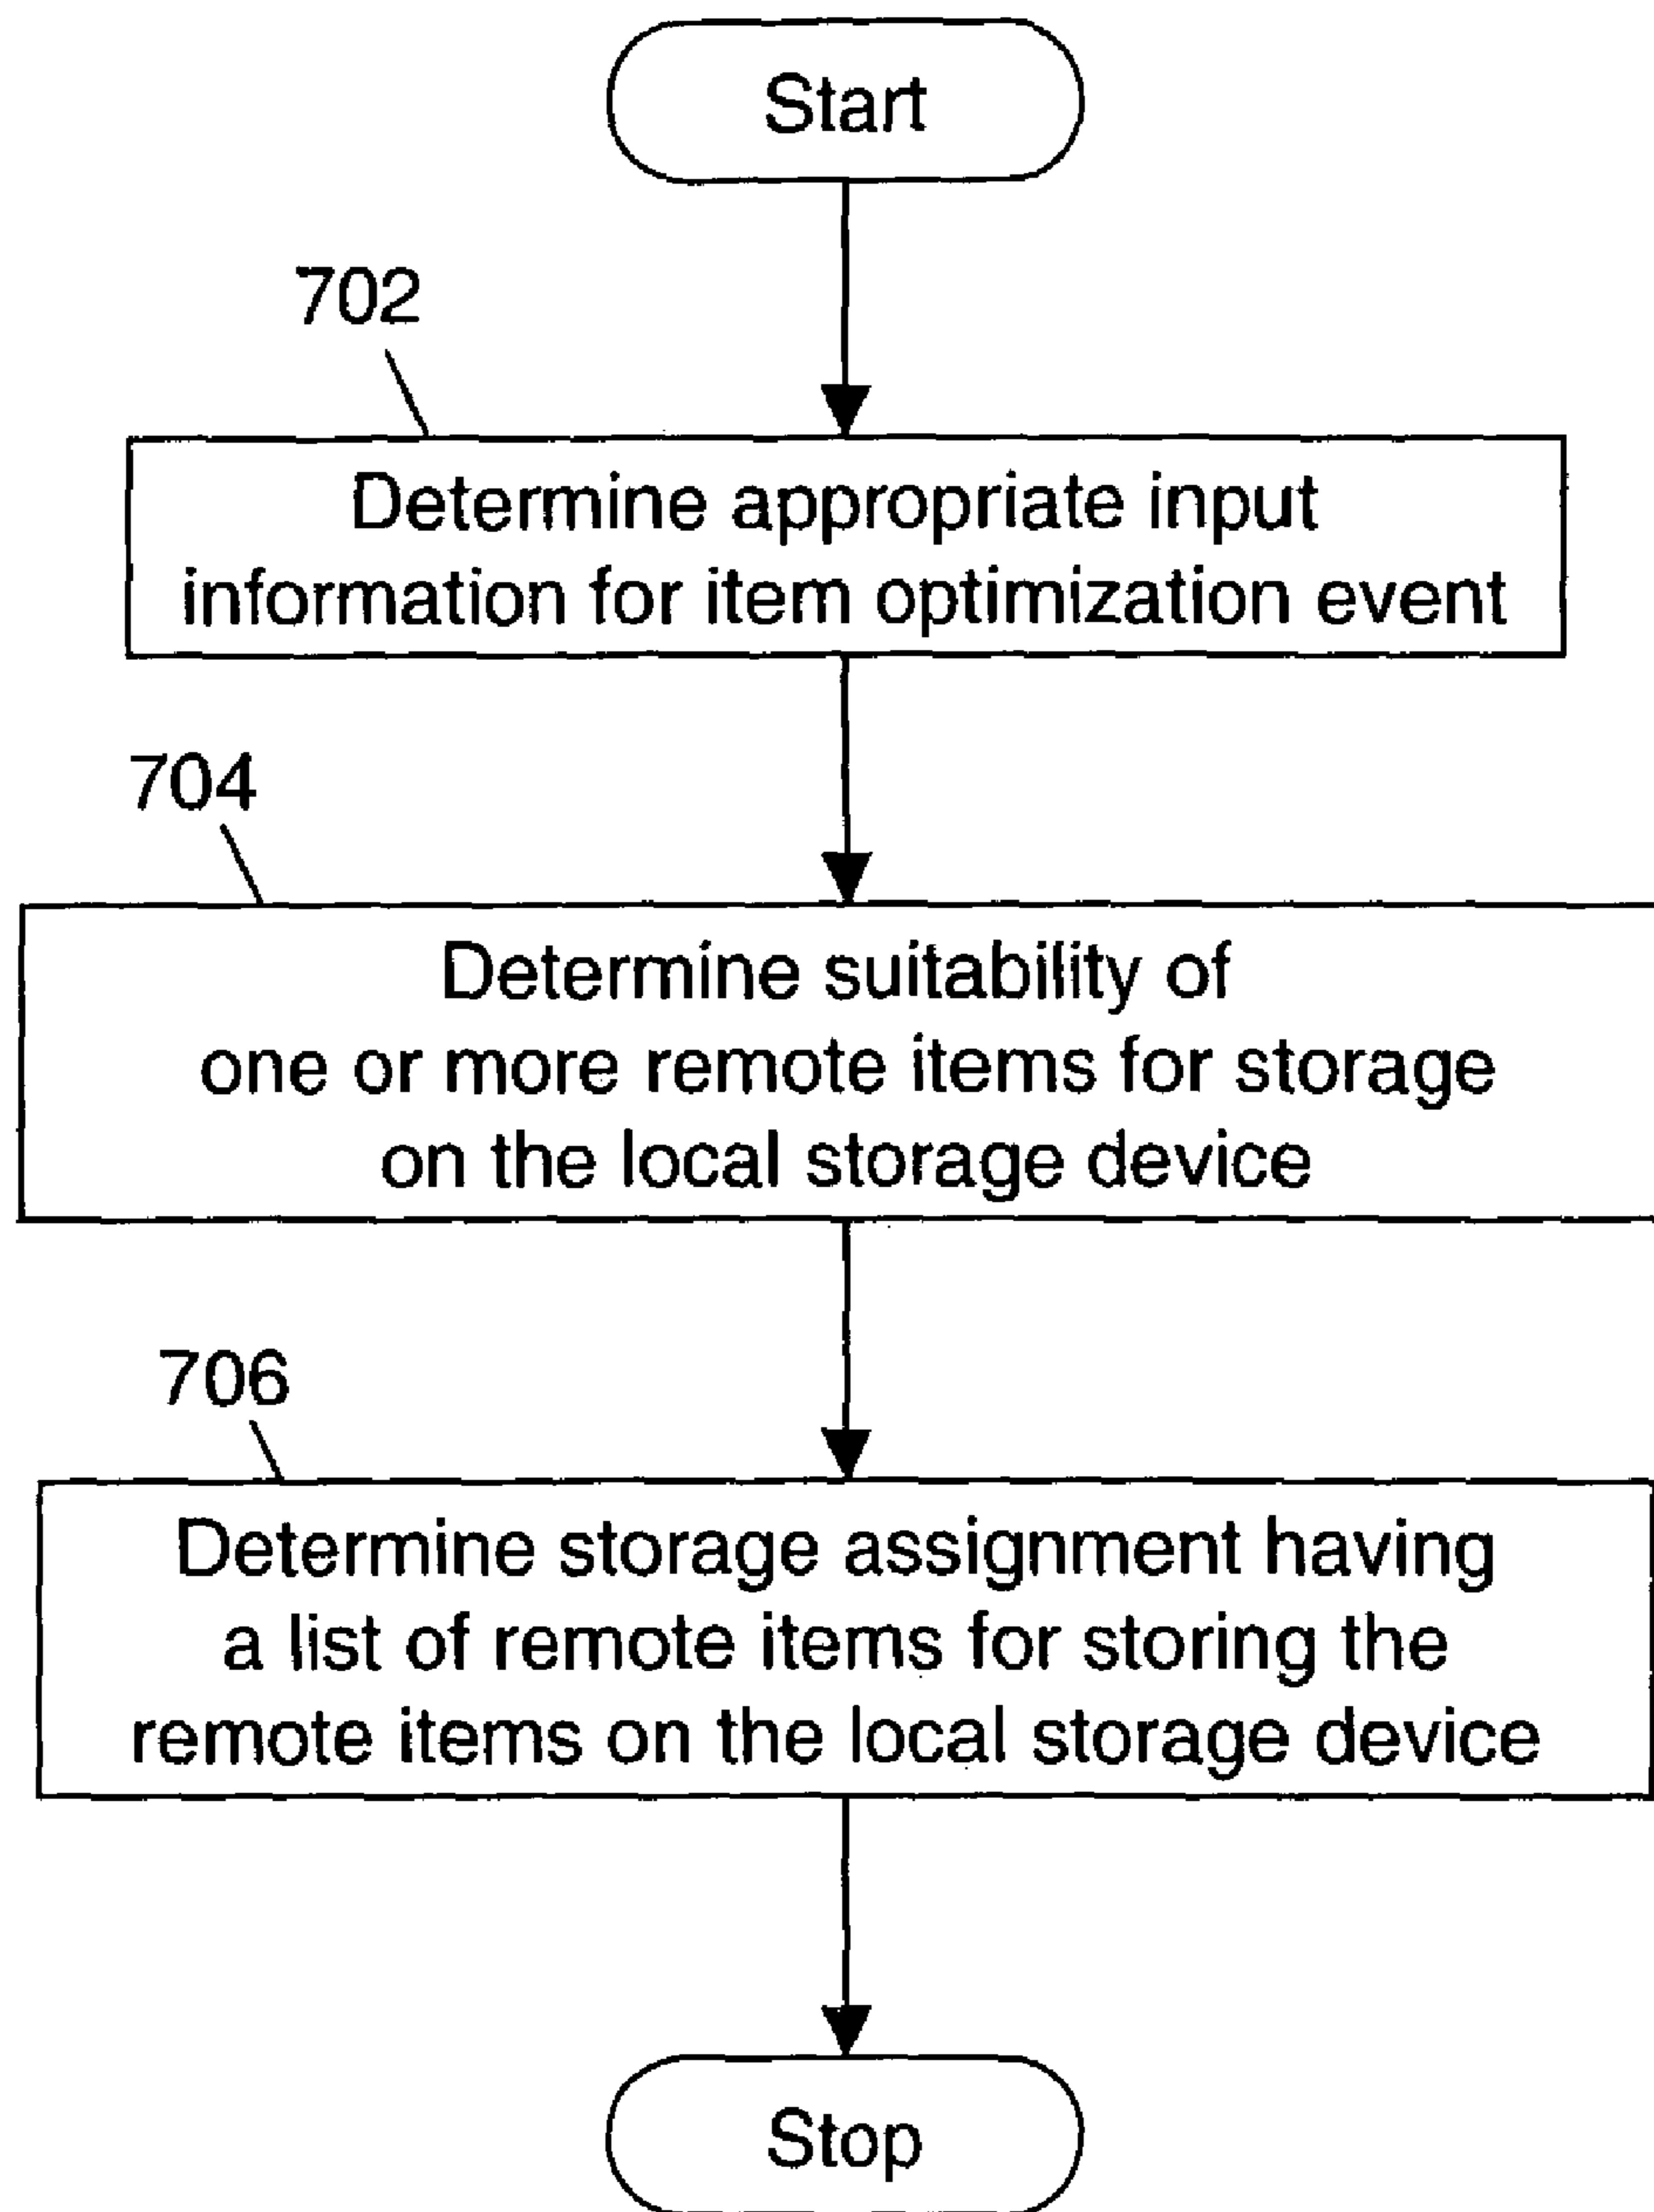 Start
702
Determine appropriate input
information for item optimization event
704
Determine suitability of
one or more remote items for storage
on the local storage device
706
Determine storage assignment having
a list of remote items for storing the
remote items on the local storage device
Stop